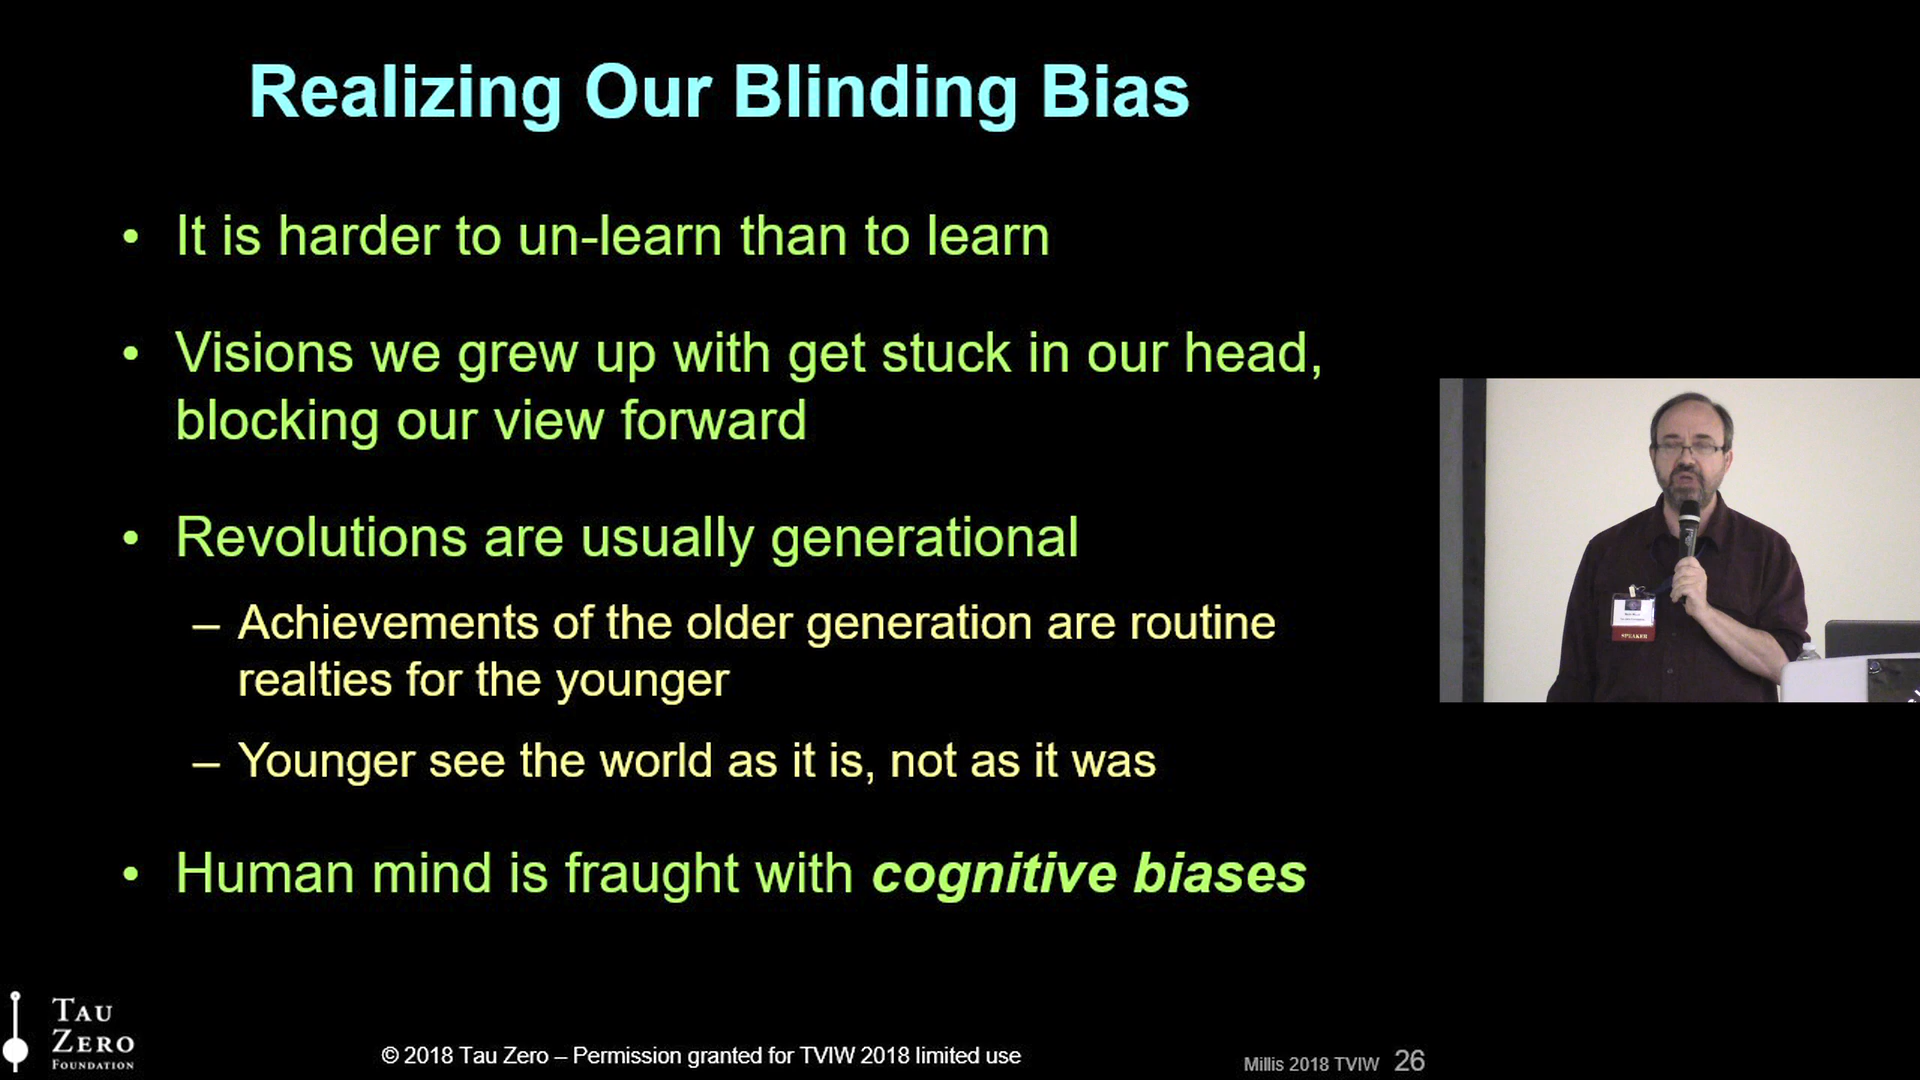 Realizing Our Blinding Bias
• It is harder to un-learn than to learn
• Visions we grew up with get stuck in our head,
blocking our view forward
• Revolutions are usually generational
– Achievements of the older generation are routine
realties for the younger
– Younger see the world as it is, not as it was
• Human mind is fraught with cognitive biases
SPEAKER
TAU
ZERO
FOUNDATION
© 2018 Tau Zero – Permission granted for TVIW 2018 limited use
Millis 2018 TVIW 26